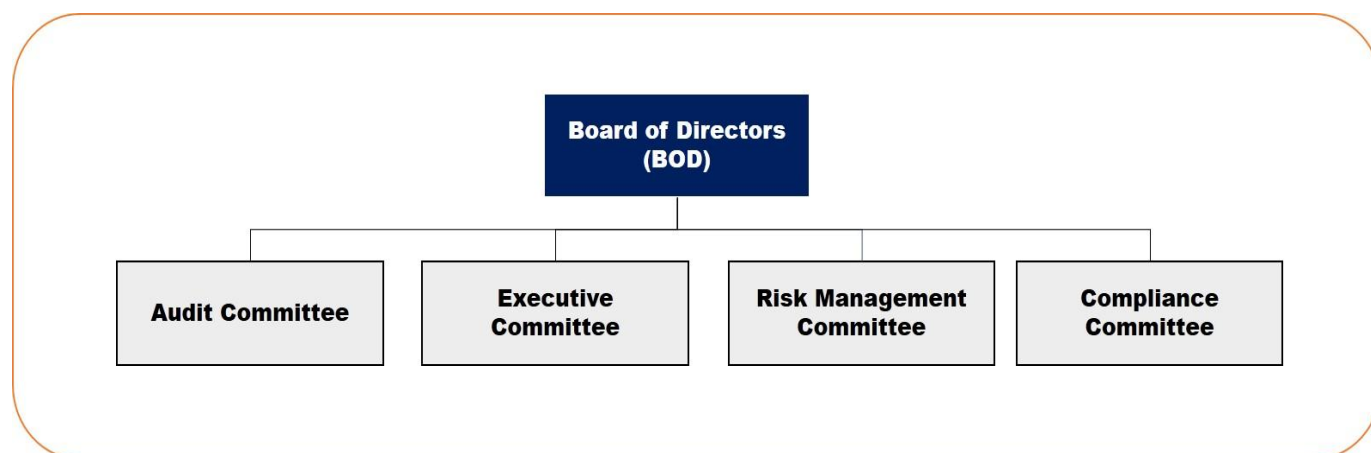 Board of Directors
(BOD)
Audit Committee
Executive
Committee
Risk Management
Committee
Compliance
Committee